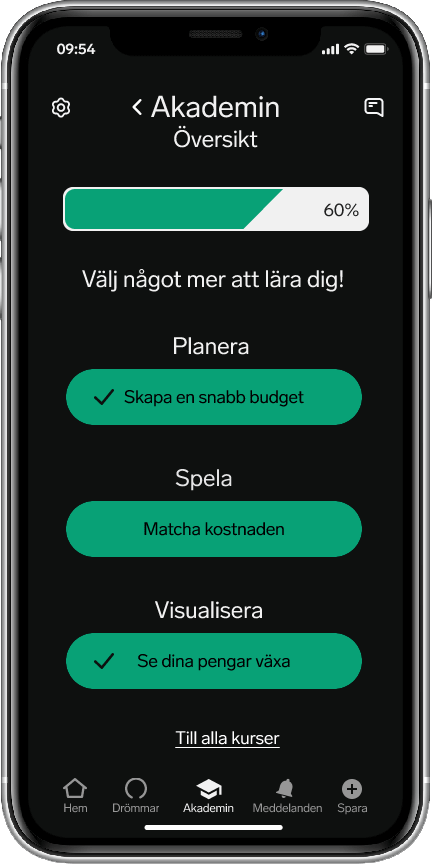 09:54
Akademin
Översikt
60%
Välj något mer att lära dig!
Planera
Skapa en snabb budget
Spela
Matcha kostnaden
Visualisera
Se dina pengar växa
Till alla kurser
Hem Drömmar Akademin Meddelanden Spara